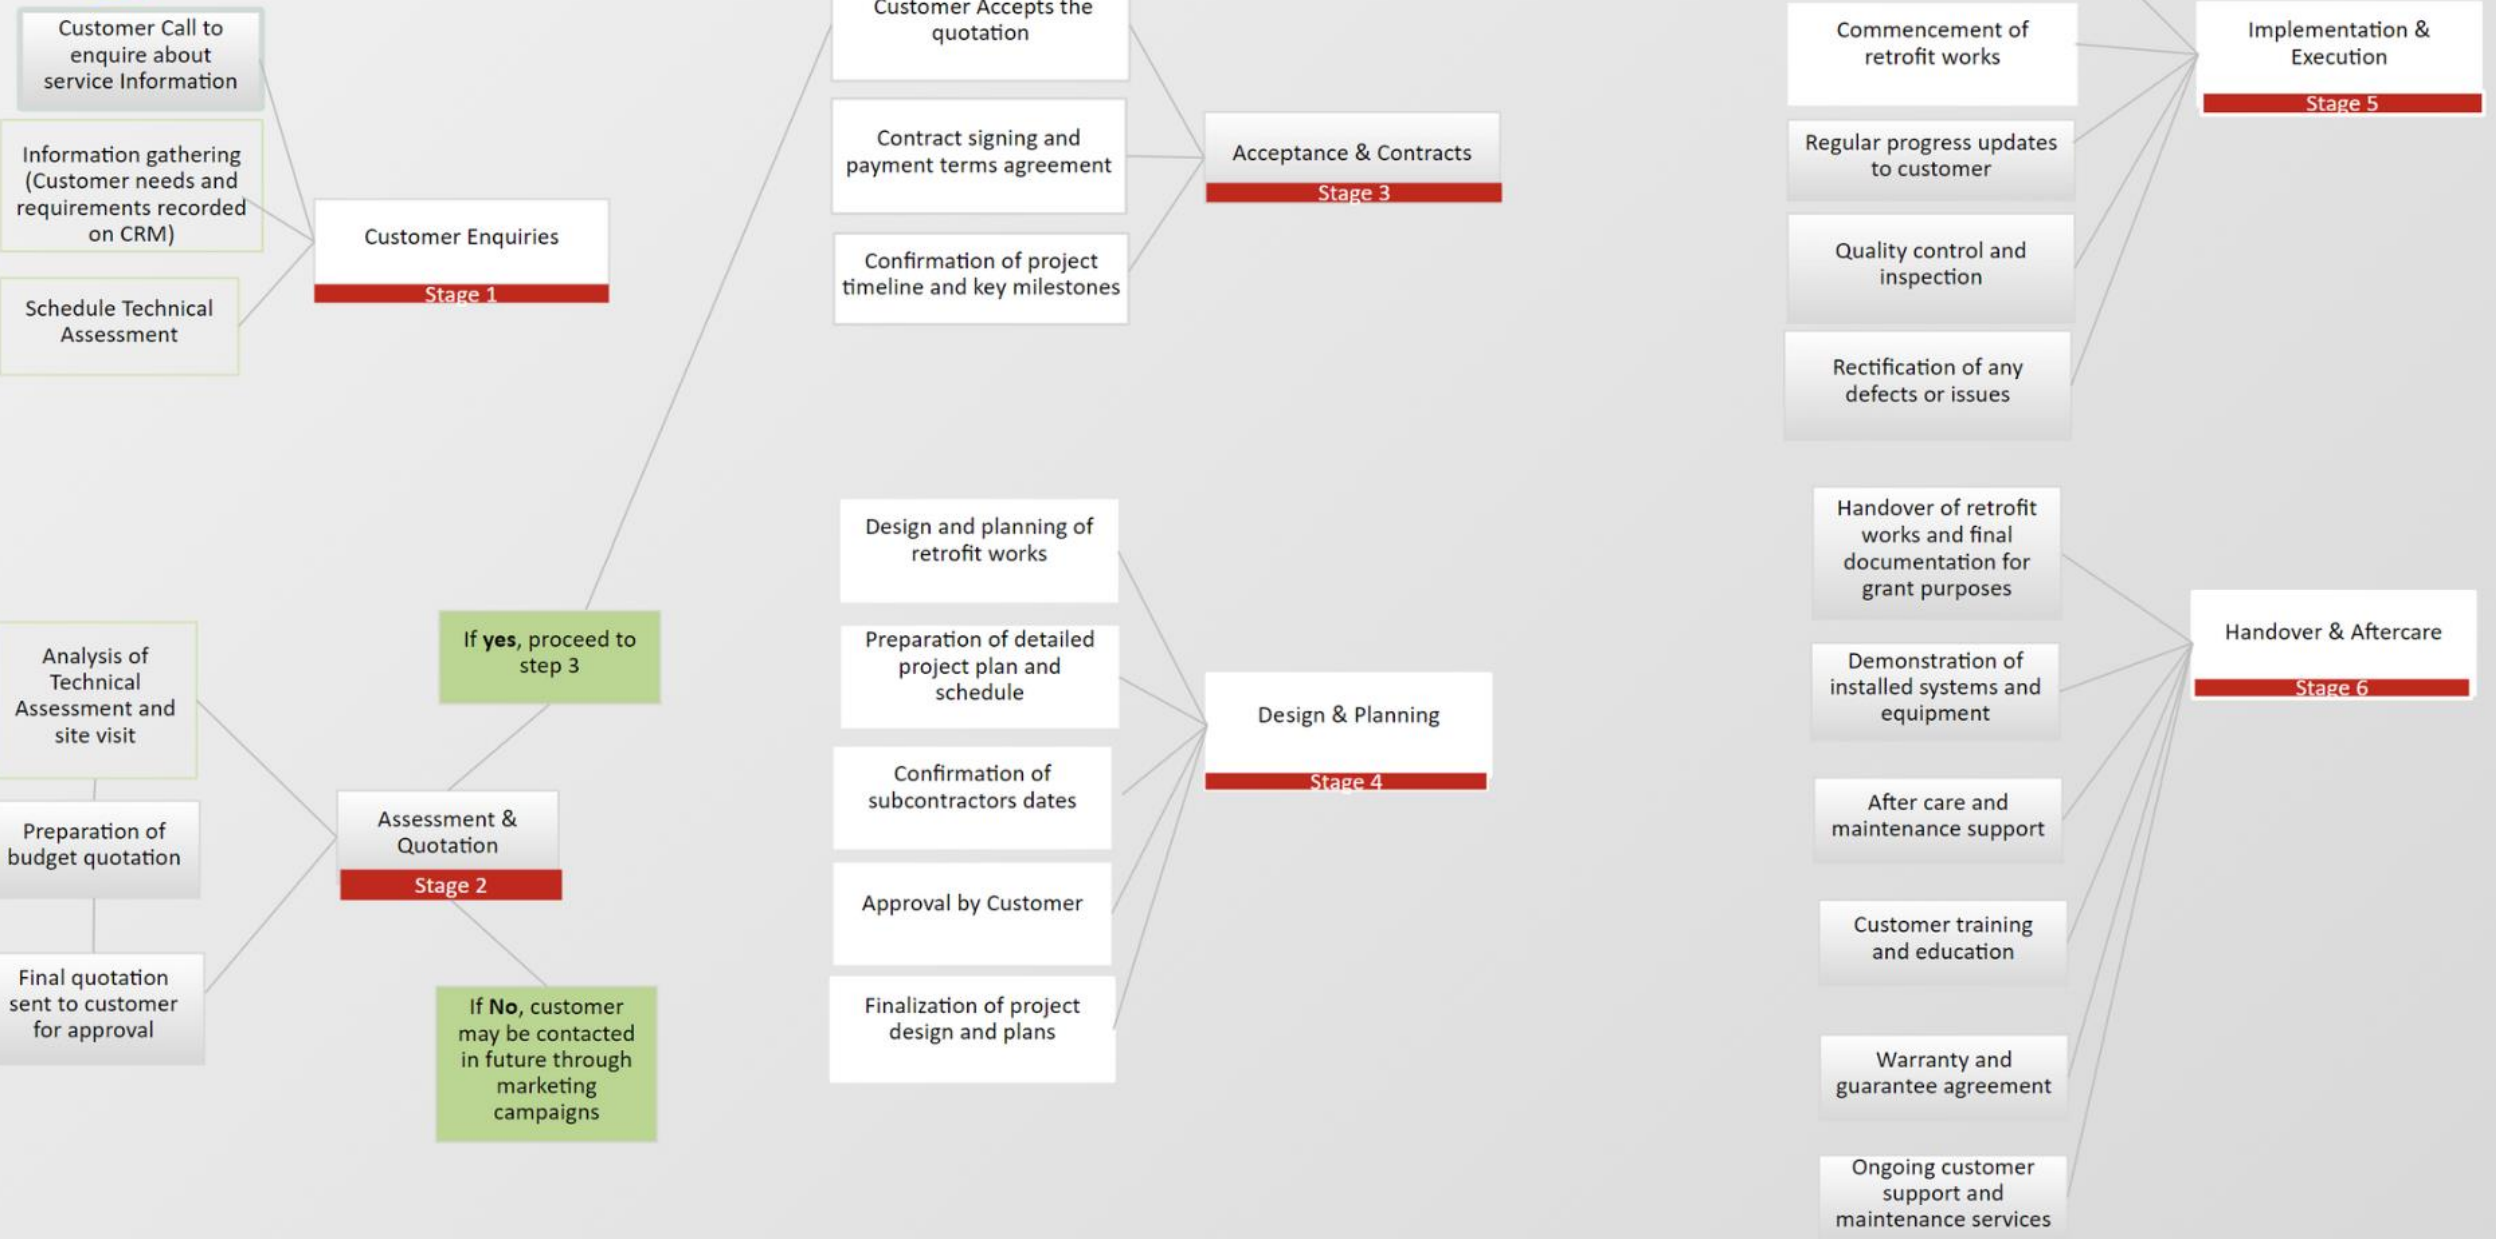 Customer Call to
enquire about
service Information
Information gathering
(Customer needs and
requirements recorded
on CRM)
Schedule Technical
Assessment
Customer Enquiries
Stage 1
Analysis of
Technical
Assessment and
site visit
Preparation of
budget quotation
Final quotation
sent to customer
for approval
Assessment &
Quotation
Stage 2
If yes, proceed to
step 3
If No, customer
may be contacted
in future through
marketing
campaigns
Customer Accepts the
quotation
Contract signing and
payment terms agreement
Confirmation of project
timeline and key milestones
Acceptance & Contracts
Stage 3
Design and planning of
retrofit works
Preparation of detailed
project plan and
schedule
Confirmation of
subcontractors dates
Approval by Customer
Finalization of project
design and plans
Design & Planning
Stage 4
Commencement of
retrofit works
Regular progress updates
to customer
Quality control and
inspection
Rectification of any
defects or issues
Implementation &
Execution
Stage 5
Handover of retrofit
works and final
documentation for
grant purposes
Demonstration of
installed systems and
equipment
After care and
maintenance support
Customer training
and education
Warranty and
guarantee agreement
Ongoing customer
support and
maintenance services
Handover & Aftercare
Stage 6